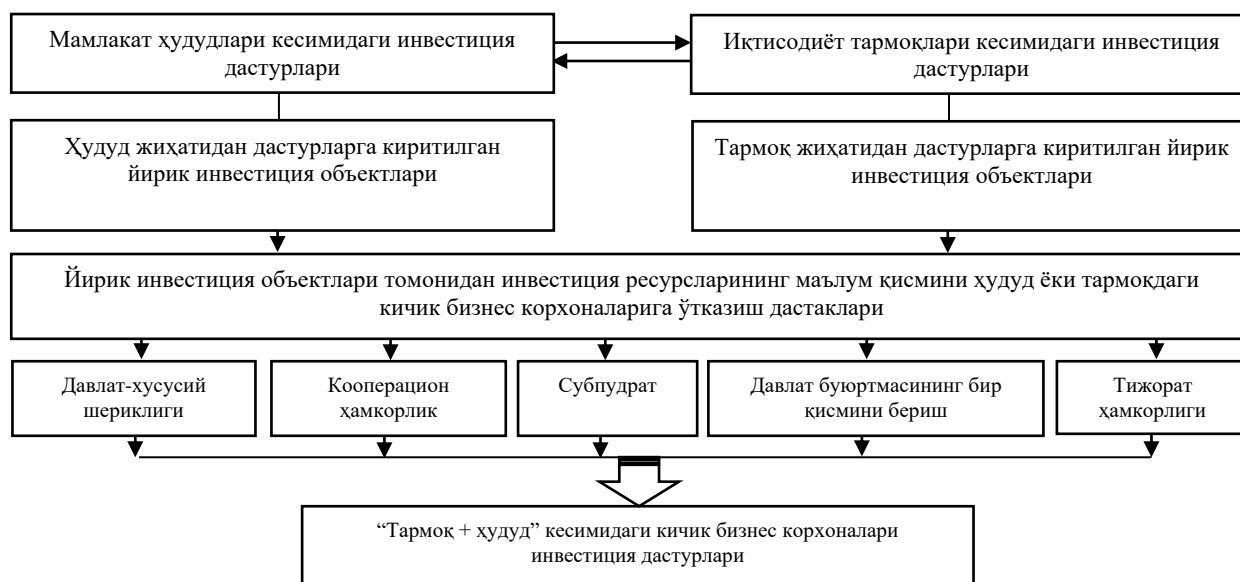 Мамлакат ҳудудлари кесимидаги инвестиция
дастурлари
Иқтисодиёт тармоқлари кесимидаги инвестиция
дастурлари
Ҳудуд жиҳатидан дастурларга киритилган
йирик инвестиция объектлари
Тармоқ жиҳатидан дастурларга киритилган йирик
инвестиция объектлари
Йирик инвестиция объектлари томонидан инвестиция ресурсларининг маълум қисмини ҳудуд ёки тармоқдаги
кичик бизнес корхоналарига ўтказиш дастаклари
Давлат-хусусий
шериклиги
Кооперацион
ҳамкорлик
Субпудрат
Давлат буюртмасининг бир
қисмини бериш
Тижорат
ҳамкорлиги
“Тармоқ + ҳудуд” кесимидаги кичик бизнес корхоналари
инвестиция дастурлари